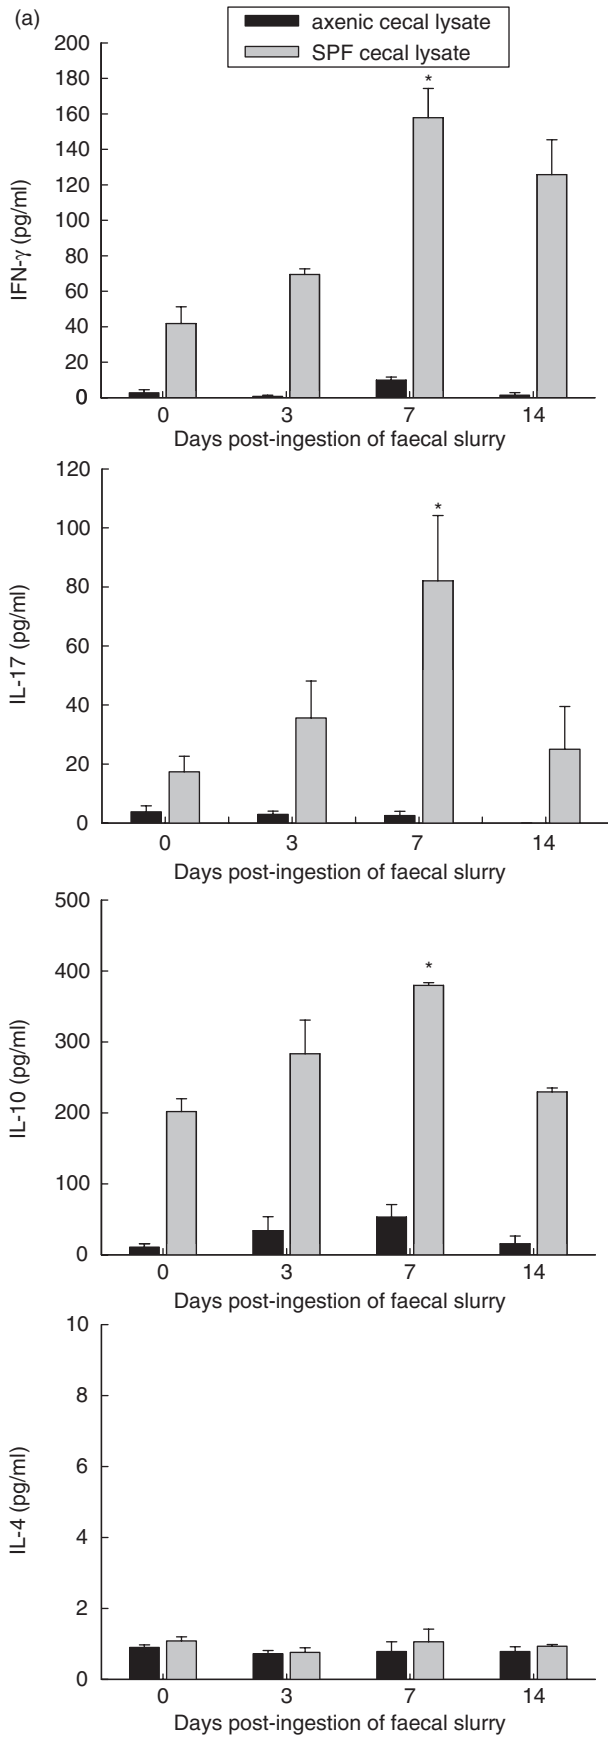 (a)
axenic cecal lysate
SPF cecal lysate
200
180
160
140
120
100
80
60
40
20
0
IFN-γ (pg/ml)
*
0 3 7 14
Days post-ingestion of faecal slurry
120
100
80
60
40
20
0
IL-17 (pg/ml)
*
0 3 7 14
Days post-ingestion of faecal slurry
500
400
300
200
100
0
IL-10 (pg/ml)
*
0 3 7 14
Days post-ingestion of faecal slurry
10
8
6
4
2
0
IL-4 (pg/ml)
0 3 7 14
Days post-ingestion of faecal slurry